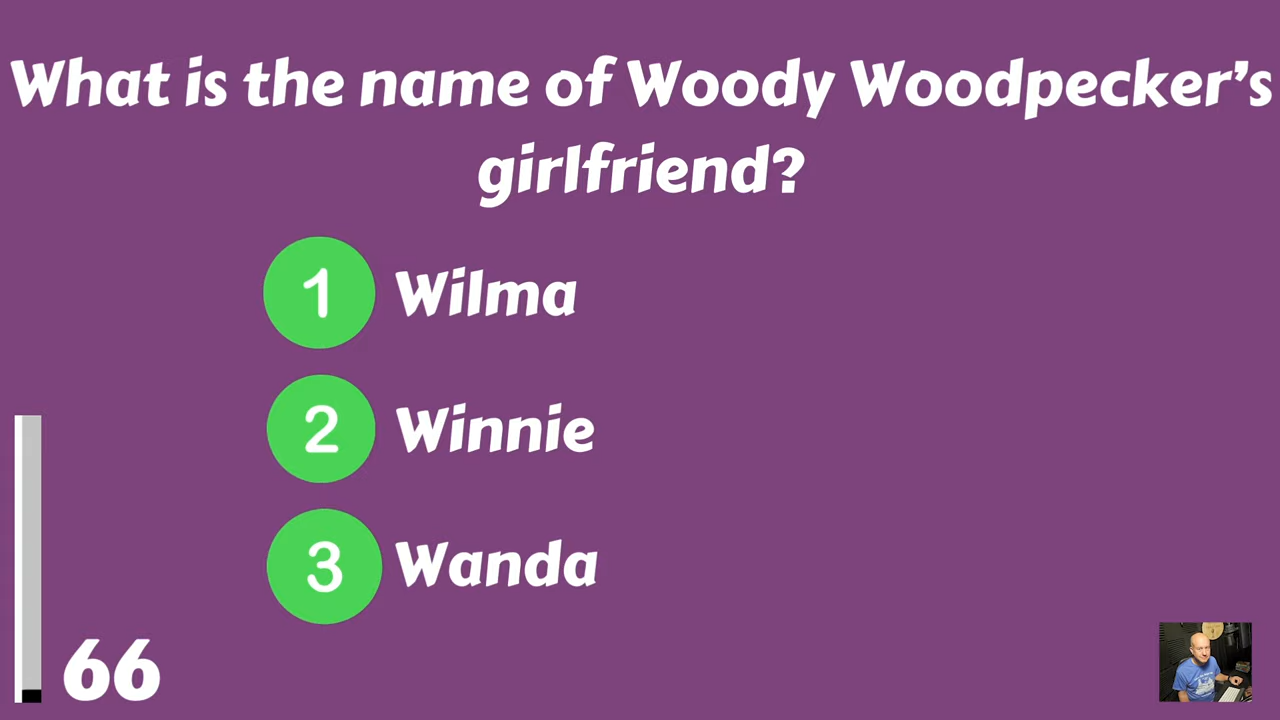 What is the name of Woody Woodpecker's
girlfriend?
1 Wilma
2 Winnie
3 Wanda
66